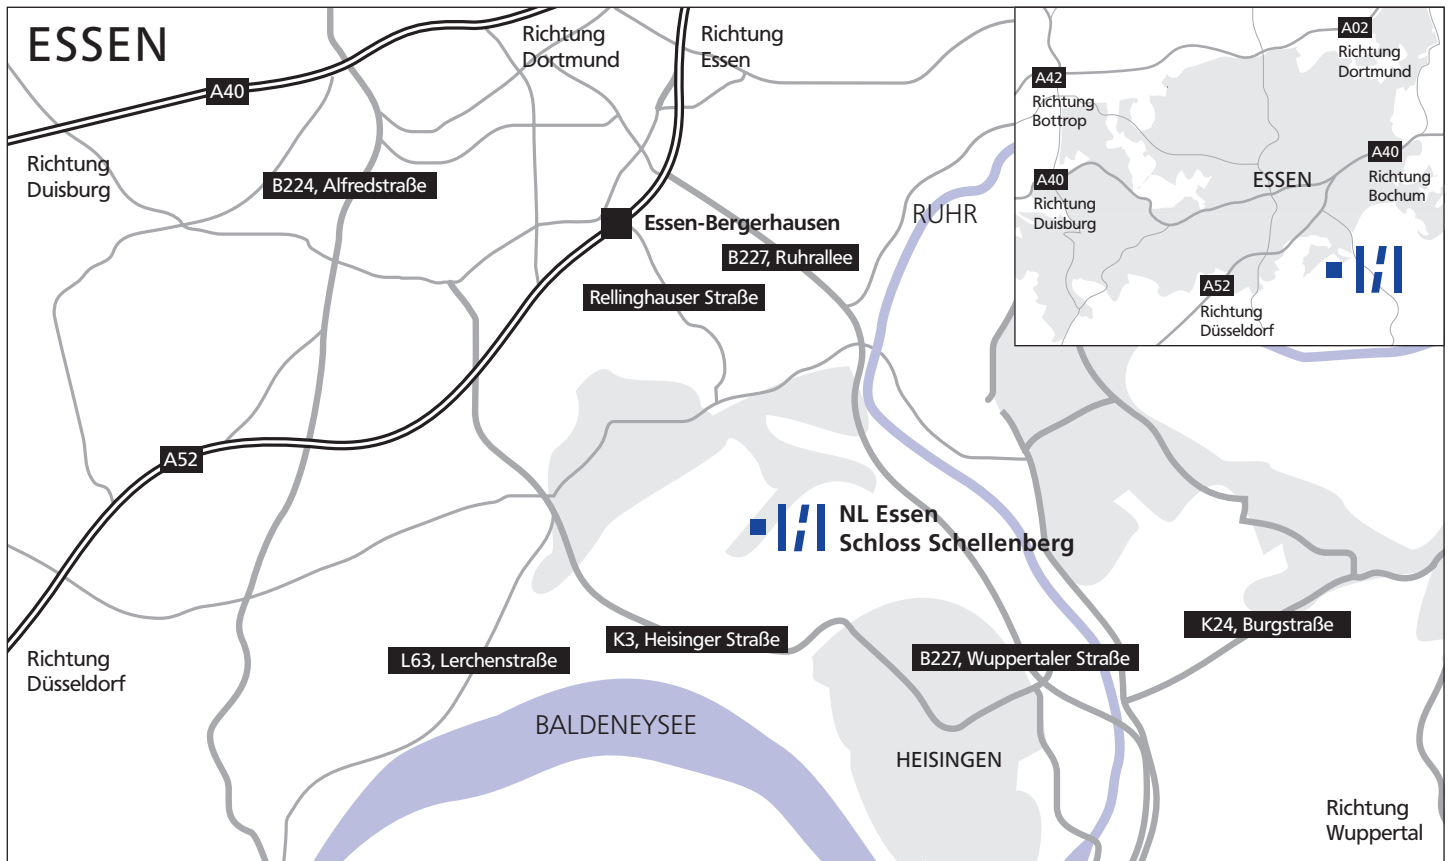 ESSEN
A40
Richtung
Dortmund
Richtung
Essen
Richtung
Duisburg
B224, Alfredstraße
Essen-Bergerhausen
B227, Ruhrallee
RUHR
Rellinghauser Straße
A52
NL Essen
Schloss Schellenberg
K3, Heisinger Straße
K24, Burgstraße
L63, Lerchenstraße
B227, Wuppertaler Straße
Richtung
Düsseldorf
BALDENEYSEE
HEISINGEN
Richtung
Wuppertal
A02
Richtung
Dortmund
A42
Richtung
Bottrop
A40
Richtung
Bochum
A40
Richtung
Duisburg
ESSEN
A52
Richtung
Düsseldorf